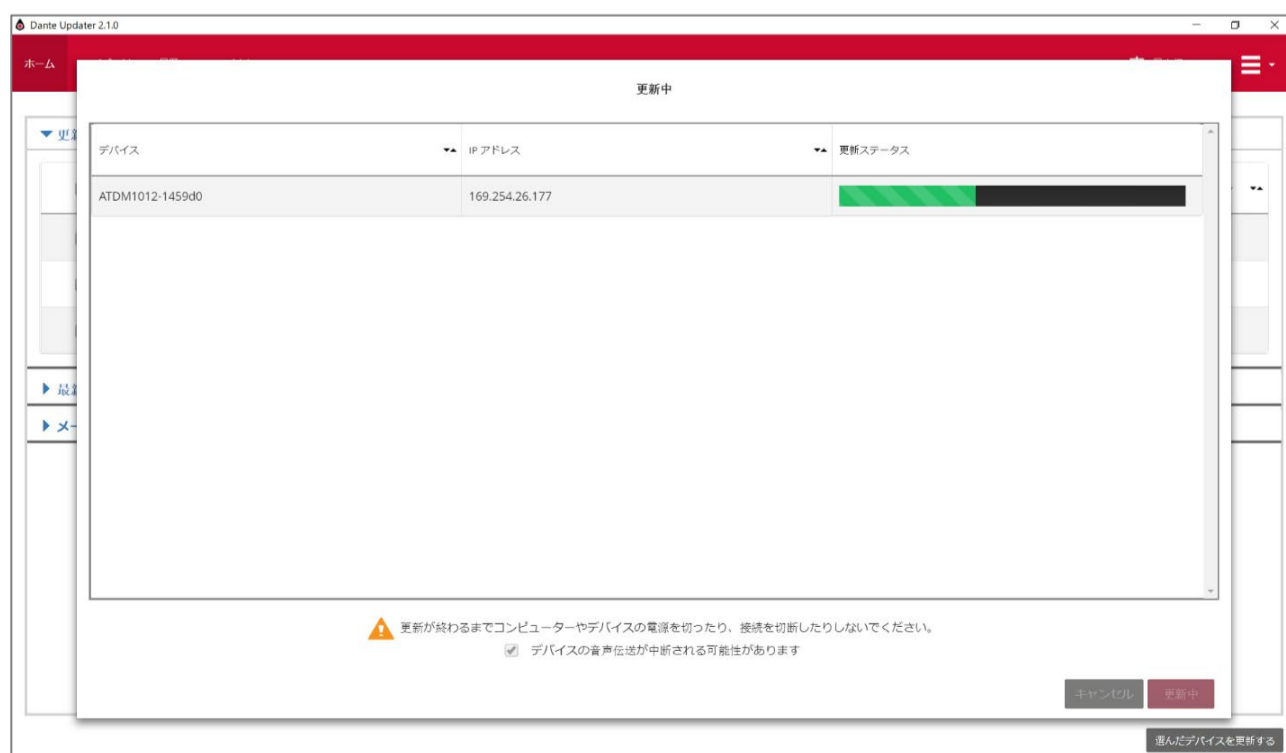 Dante Updater 2.1.0
ホーム
更新中
デバイス IP アドレス 更新ステータス
ATDM1012-1459d0 169.254.26.177
更新が終わるまでコンピューターやデバイスの電源を切ったり、接続を切断したりしないでください。
デバイスの音声伝送が中断される可能性があります
キャンセル 更新中
選んだデバイスを更新する